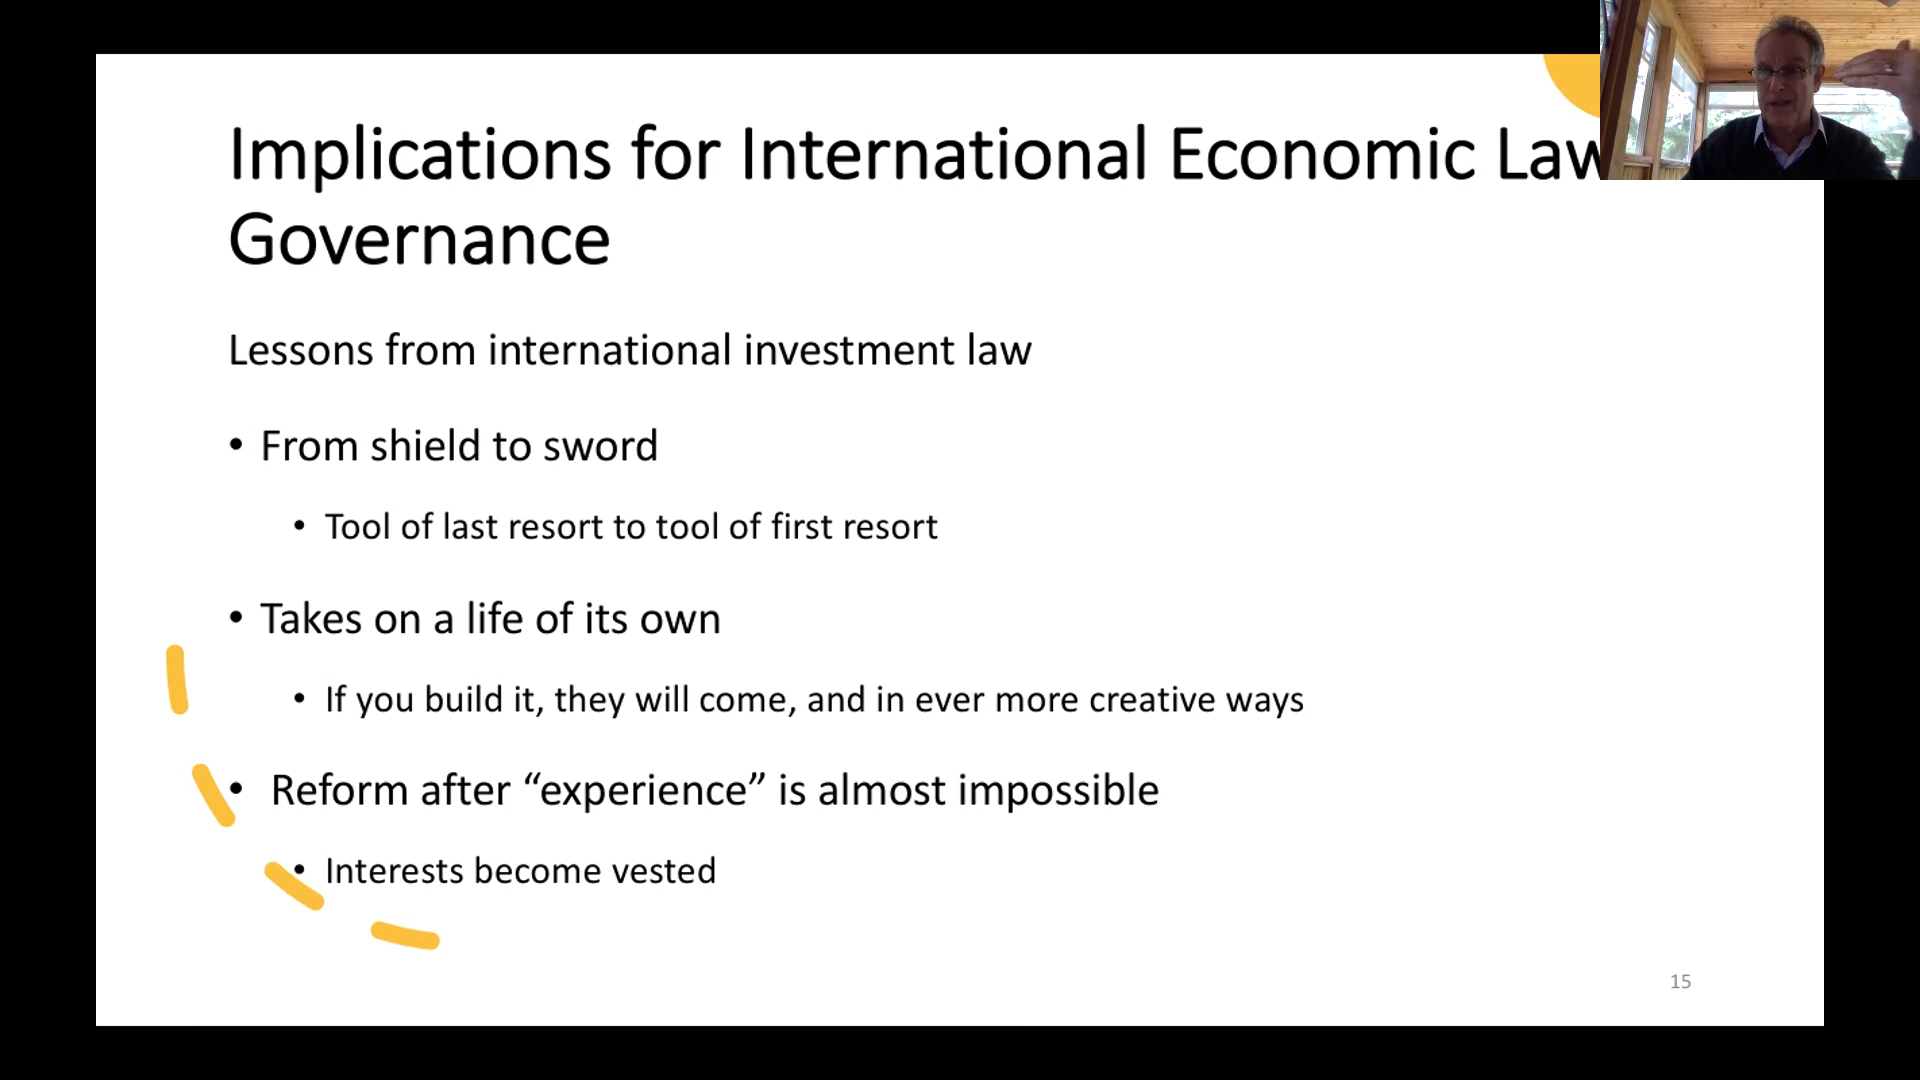 Implications for International Economic Law
Governance
Lessons from international investment law
• From shield to sword
• Tool of last resort to tool of first resort
• Takes on a life of its own
• If you build it, they will come, and in ever more creative ways
• Reform after “experience” is almost impossible
• Interests become vested
15